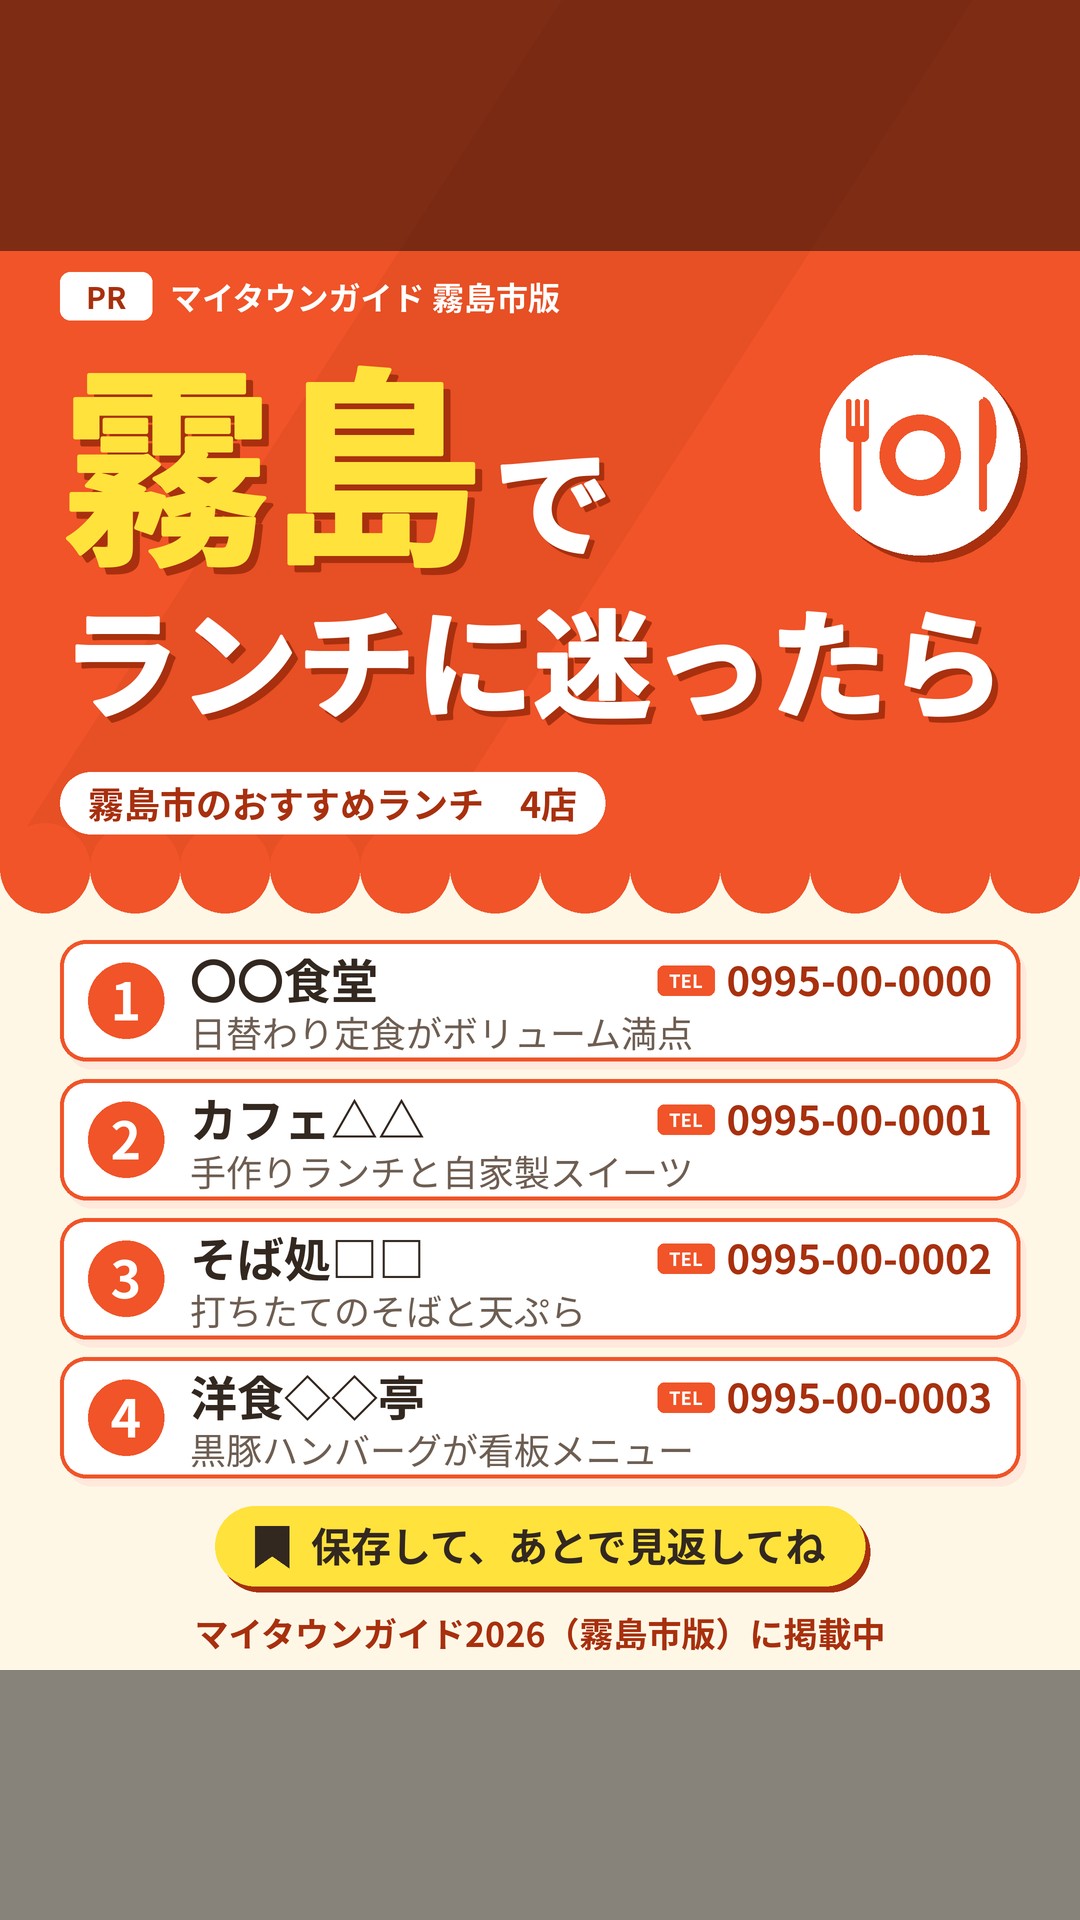 PR マイタウンガイド 霧島市版
霧島で
ランチに迷ったら
霧島市のおすすめランチ　4店
1 〇〇食堂 TEL 0995-00-0000
日替わり定食がボリューム満点
2 カフェ△△ TEL 0995-00-0001
手作りランチと自家製スイーツ
3 そば処□□ TEL 0995-00-0002
打ちたてのそばと天ぷら
4 洋食◇◇亭 TEL 0995-00-0003
黒豚ハンバーグが看板メニュー
保存して、あとで見返してね
マイタウンガイド2026（霧島市版）に掲載中